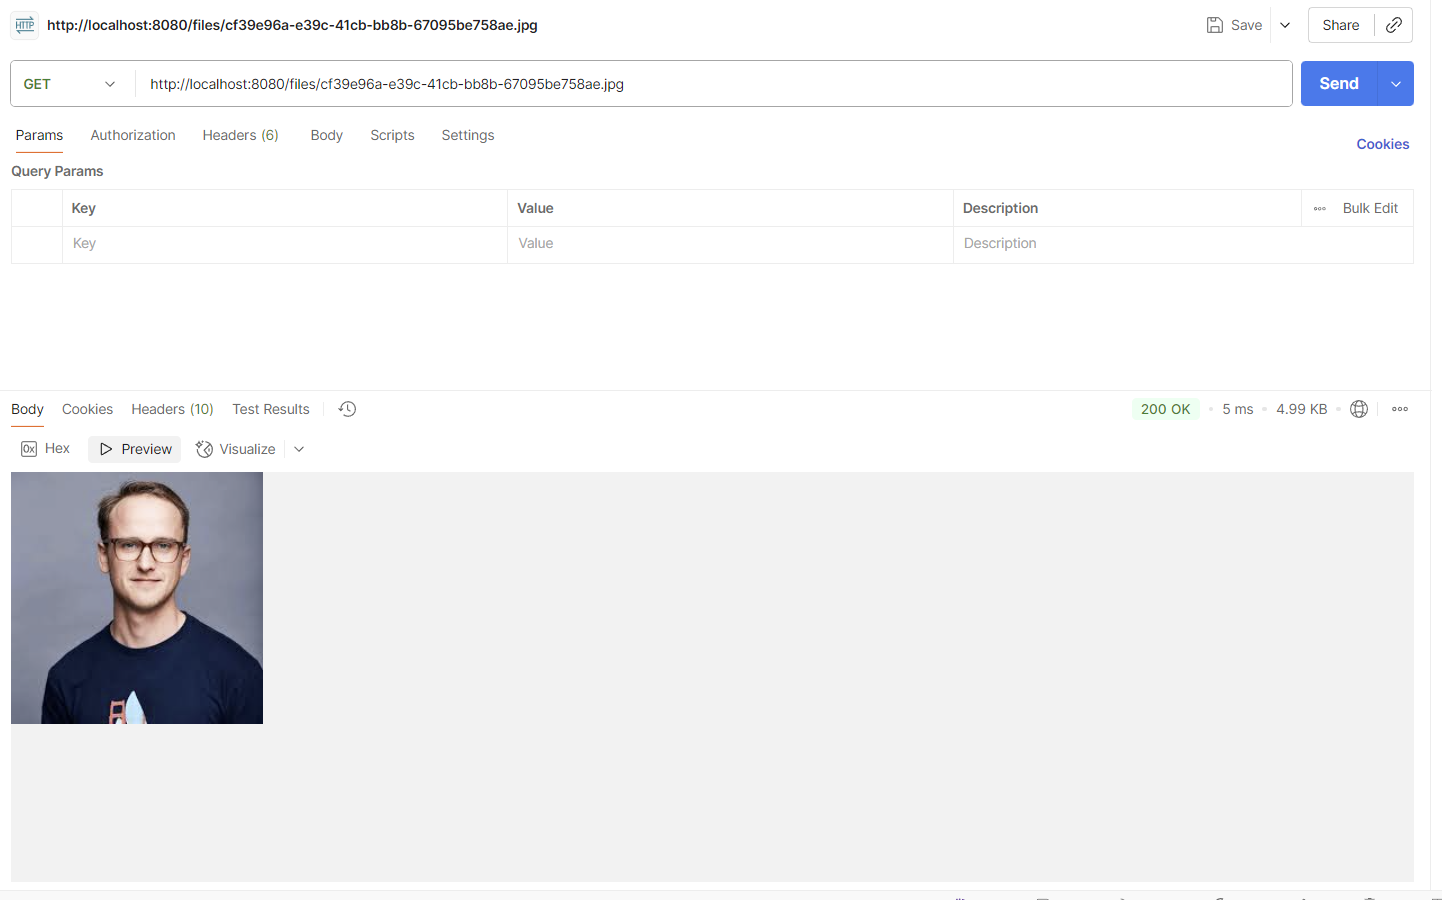 HTTP http://localhost:8080/files/cf39e96a-e39c-41cb-bb8b-67095be758ae.jpg Save Share
GET http://localhost:8080/files/cf39e96a-e39c-41cb-bb8b-67095be758ae.jpg Send
Params Authorization Headers (6) Body Scripts Settings Cookies
Query Params
Key Value Description Bulk Edit
Key Value Description
Body Cookies Headers (10) Test Results 200 OK 5 ms 4.99 KB
0x Hex Preview Visualize